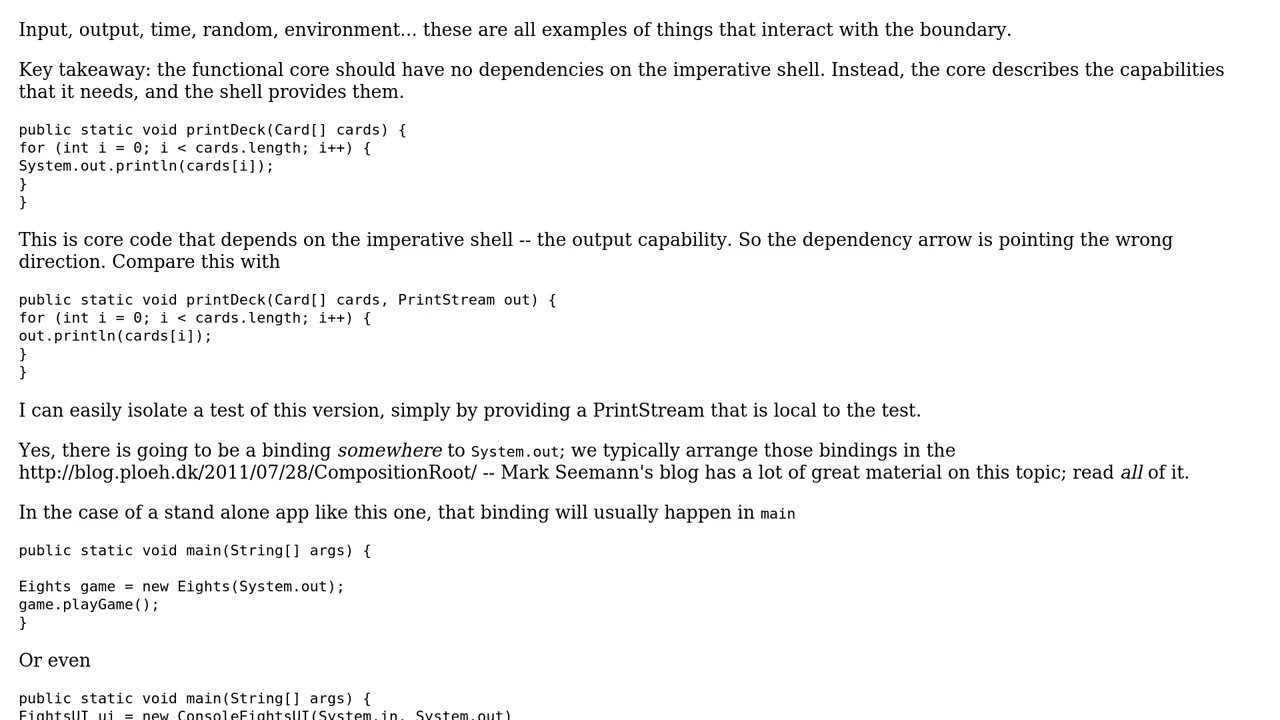 Input, output, time, random, environment... these are all examples of things that interact with the boundary.
Key takeaway: the functional core should have no dependencies on the imperative shell. Instead, the core describes the capabilities
that it needs, and the shell provides them.
public static void printDeck(Card[] cards) {
for (int i = 0; i < cards.length; i++) {
System.out.println(cards[i]);
}
}
This is core code that depends on the imperative shell -- the output capability. So the dependency arrow is pointing the wrong
direction. Compare this with
public static void printDeck(Card[] cards, PrintStream out) {
for (int i = 0; i < cards.length; i++) {
out.println(cards[i]);
}
}
I can easily isolate a test of this version, simply by providing a PrintStream that is local to the test.
Yes, there is going to be a binding somewhere to System.out; we typically arrange those bindings in the
http://blog.ploeh.dk/2011/07/28/CompositionRoot/ -- Mark Seemann's blog has a lot of great material on this topic; read all of it.
In the case of a stand alone app like this one, that binding will usually happen in main
public static void main(String[] args) {
Eights game = new Eights(System.out);
game.playGame();
}
Or even
public static void main(String[] args) {
EightsUI ui = new ConsoleEightsUI(System.in, System.out)